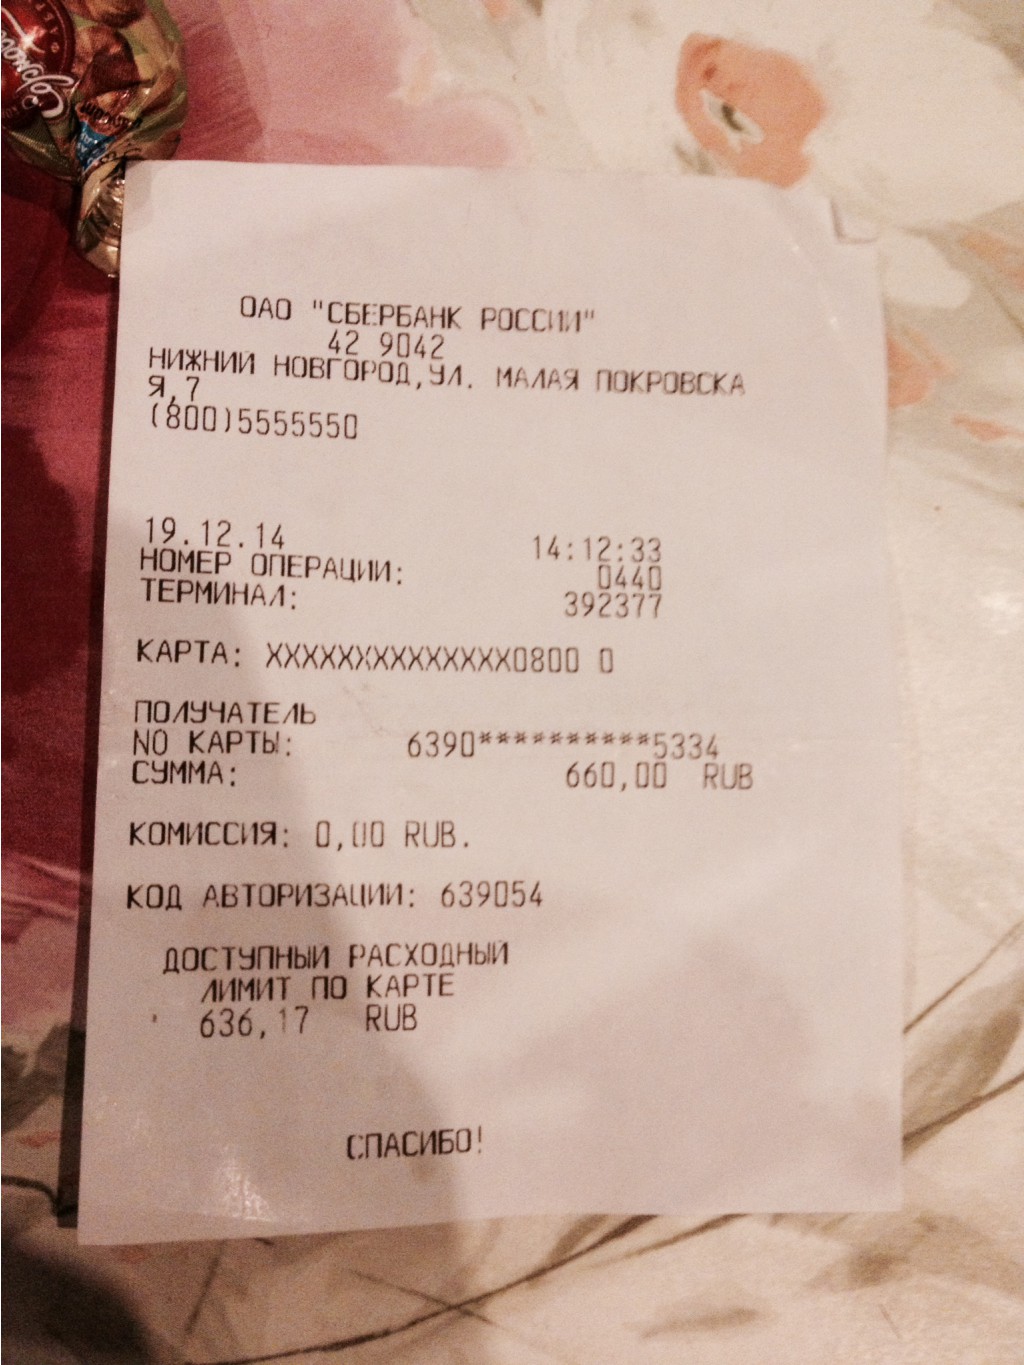 ОАО "СБЕРБАНК РОССИИ"
42 9042
НИЖНИЙ НОВГОРОД,УЛ. МАЛАЯ ПОКРОВСКА
Я,7
(800)5555550
19.12.14 14:12:33
НОМЕР ОПЕРАЦИИ: 0440
ТЕРМИНАЛ: 392377
КАРТА: XXXXXXXXXXXXXX0800 0
ПОЛУЧАТЕЛЬ
NO КАРТЫ: 6390**********5334
СУММА: 660,00 RUB
КОМИССИЯ: 0,00 RUB.
КОД АВТОРИЗАЦИИ: 639054
ДОСТУПНЫЙ РАСХОДНЫЙ
ЛИМИТ ПО КАРТЕ
636,17 RUB
СПАСИБО!